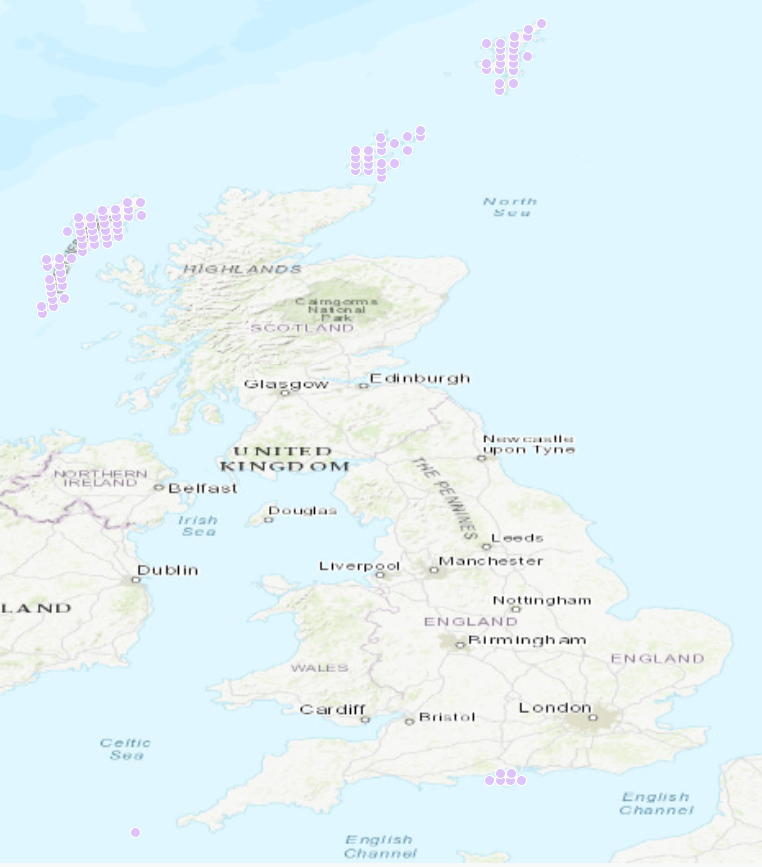 North
Sea
HIGHLANDS
Cairngorms
National
Park
SCOTLAND
Glasgow
Edinburgh
Newcastle
upon Tyne
UNITED
KINGDOM
THE PENNINES
NORTHERN
IRELAND
Belfast
Douglas
Irish
Sea
Leeds
Manchester
Liverpool
Dublin
LAND
Nottingham
ENGLAND
Birmingham
ENGLAND
WALES
Cardiff
Bristol
London
Celtic
Sea
English
Channel
English
Channel